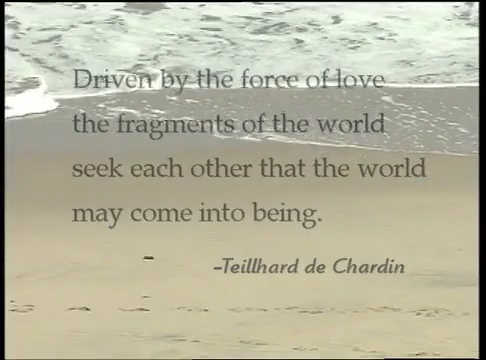 Driven by the force of love
the fragments of the world
seek each other that the world
may come into being.
–Teillhard de Chardin